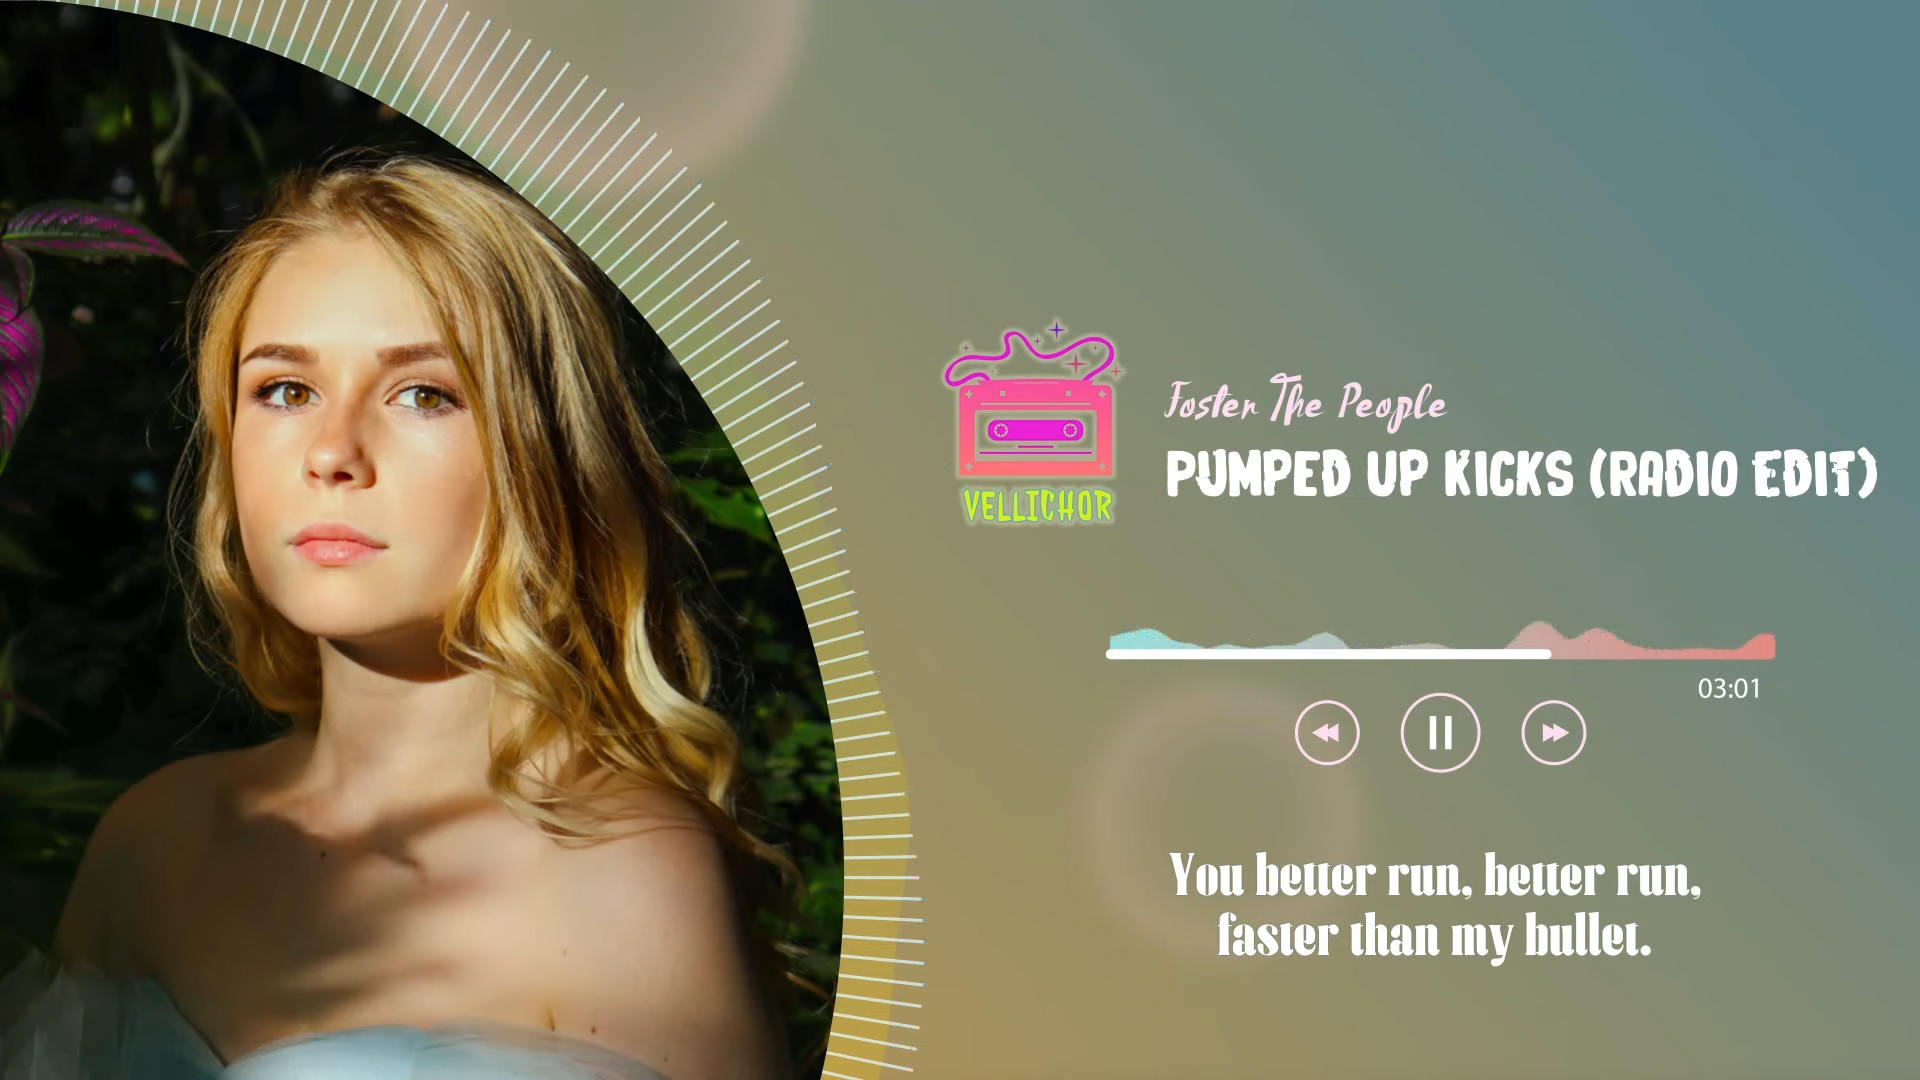 Foster The People
PUMPED UP KICKS (RADIO EDIT)
VELLICHOR
03:01
You better run, better run,
faster than my bullet.